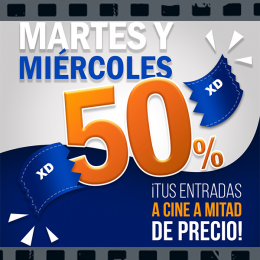 MARTES Y
MIÉRCOLES
XD
50%
XD
¡TUS ENTRADAS
A CINE A MITAD
DE PRECIO!